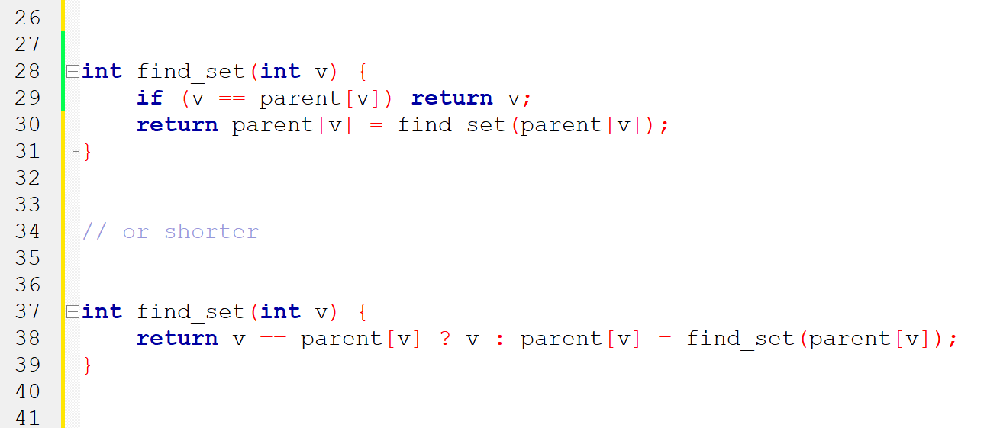 26
27
28 int find_set(int v) {
29 if (v == parent[v]) return v;
30 return parent[v] = find_set(parent[v]);
31 }
32
33
34 // or shorter
35
36
37 int find_set(int v) {
38 return v == parent[v] ? v : parent[v] = find_set(parent[v]);
39 }
40
41